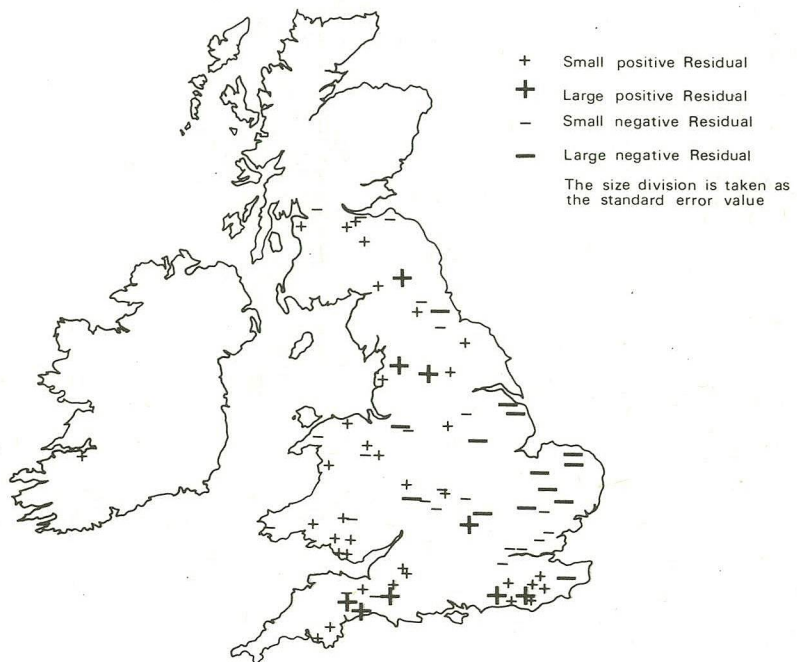 Small positive Residual
Large positive Residual
Small negative Residual
Large negative Residual
The size division is taken as
the standard error value